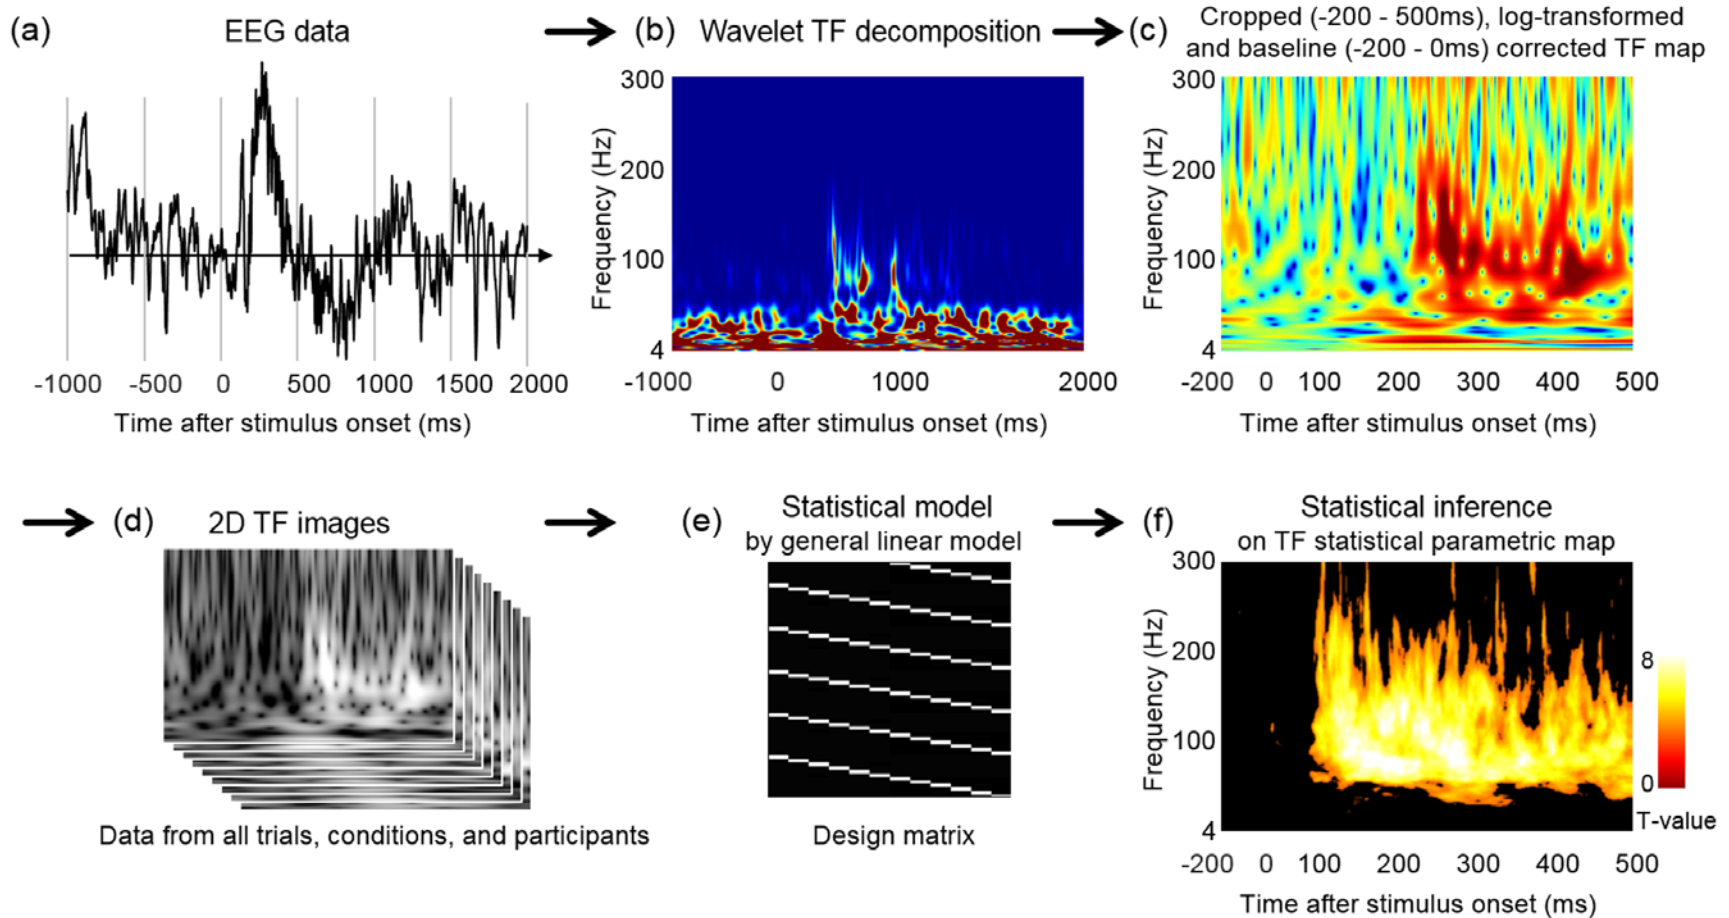 (a) EEG data
(b) Wavelet TF decomposition
(c) Cropped (-200 - 500ms), log-transformed
and baseline (-200 - 0ms) corrected TF map
-1000 -500 0 500 1000 1500 2000
Time after stimulus onset (ms)
Frequency (Hz)
300
200
100
4
-1000 0 1000 2000
Time after stimulus onset (ms)
Frequency (Hz)
300
200
100
4
-200 0 100 200 300 400 500
Time after stimulus onset (ms)
(d) 2D TF images
Data from all trials, conditions, and participants
(e) Statistical model
by general linear model
Design matrix
(f) Statistical inference
on TF statistical parametric map
Frequency (Hz)
300
200
100
4
-200 0 100 200 300 400 500
Time after stimulus onset (ms)
8
0
T-value